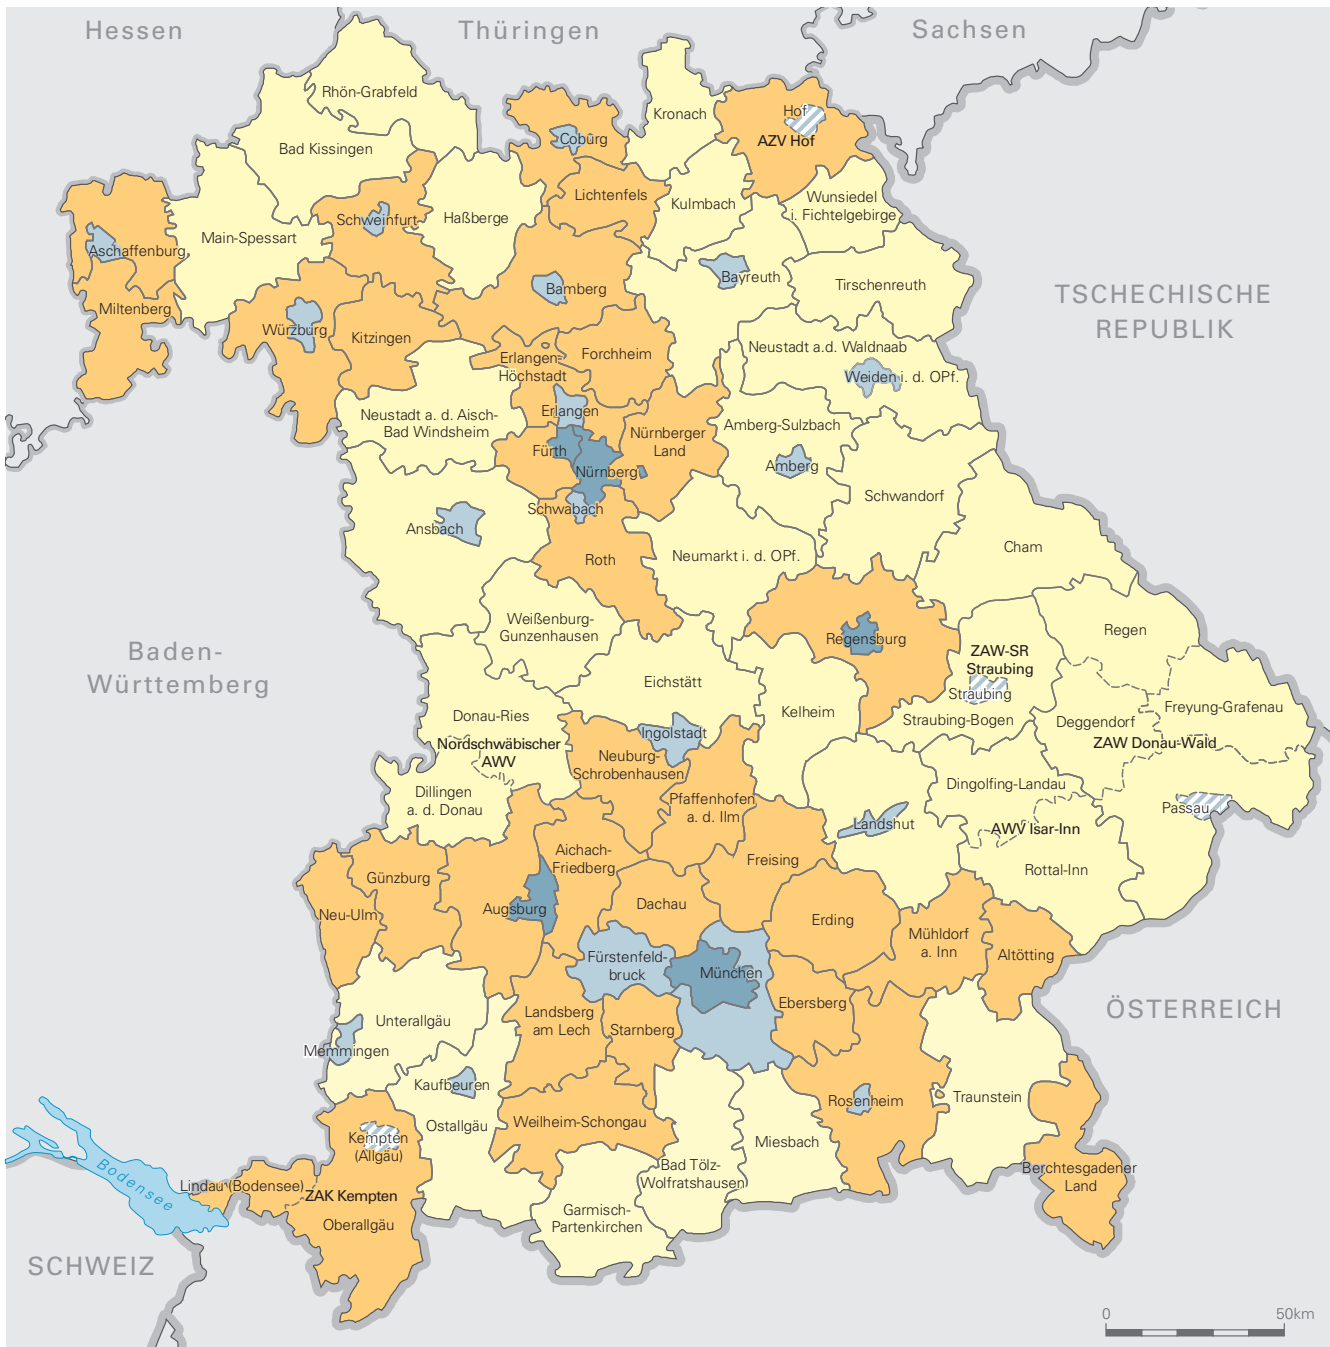 Hessen
Thüringen
Sachsen
Rhön-Grabfeld
Kronach
Hof
AZV Hof
Coburg
Bad Kissingen
Lichtenfels
Kulmbach
Wunsiedel
i. Fichtelgebirge
Schweinfurt
Haßberge
Main-Spessart
Aschaffenburg
Bayreuth
Tirschenreuth
Bamberg
TSCHECHISCHE
REPUBLIK
Miltenberg
Würzburg
Kitzingen
Erlangen-
Höchstadt
Forchheim
Neustadt a.d. Waldnaab
Weiden i. d. OPf.
Neustadt a. d. Aisch-
Bad Windsheim
Erlangen
Nürnberger
Land
Amberg-Sulzbach
Fürth
Nürnberg
Amberg
Schwandorf
Schwabach
Ansbach
Roth
Neumarkt i. d. OPf.
Cham
Weißenburg-
Gunzenhausen
Regensburg
Regen
ZAW-SR
Straubing
Straubing
Baden-
Württemberg
Eichstätt
Kelheim
Straubing-Bogen
Deggendorf
Freyung-Grafenau
ZAW Donau-Wald
Donau-Ries
Nordschwäbischer
AWV
Ingolstadt
Neuburg-
Schrobenhausen
Dillingen
a. d. Donau
Pfaffenhofen
a. d. Ilm
Dingolfing-Landau
Passau
Landshut
AWV Isar-Inn
Rottal-Inn
Aichach-
Friedberg
Freising
Günzburg
Neu-Ulm
Augsburg
Dachau
Erding
Mühldorf
a. Inn
Altötting
Fürstenfeld-
bruck
München
Ebersberg
ÖSTERREICH
Unterallgäu
Landsberg
am Lech
Starnberg
Memmingen
Kaufbeuren
Rosenheim
Traunstein
Ostallgäu
Weilheim-Schongau
Miesbach
Kempten
(Allgäu)
Bad Tölz-
Wolfratshausen
Berchtesgadener
Land
Bodensee
Lindau (Bodensee)
ZAK Kempten
Oberallgäu
Garmisch-
Partenkirchen
SCHWEIZ
0
50km